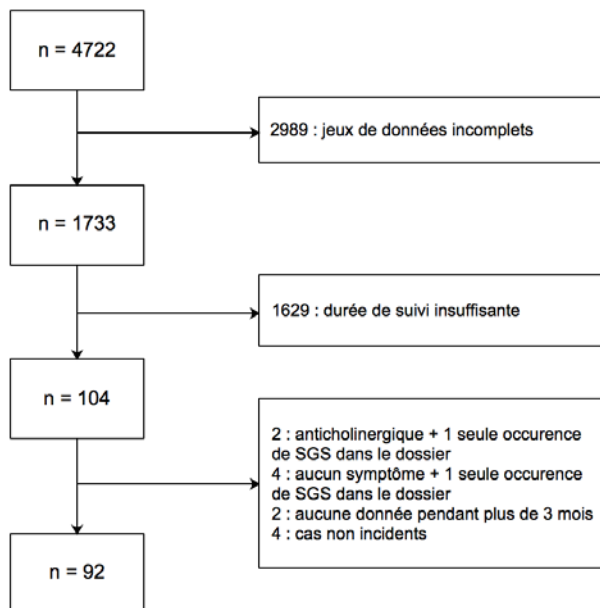 n = 4722
2989 : jeux de données incomplets
n = 1733
1629 : durée de suivi insuffisante
n = 104
2 : anticholinergique + 1 seule occurence
de SGS dans le dossier
4 : aucun symptôme + 1 seule occurence
de SGS dans le dossier
2 : aucune donnée pendant plus de 3 mois
4 : cas non incidents
n = 92